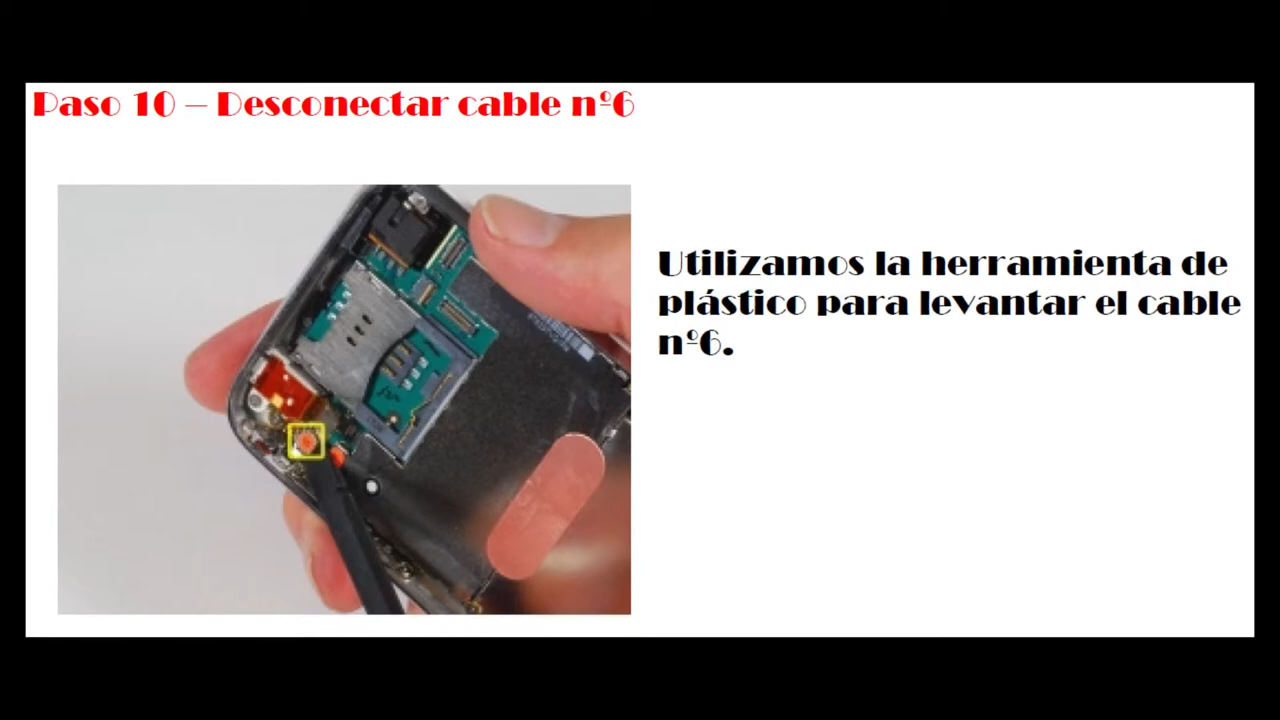 Paso 10 – Desconectar cable nº6
Utilizamos la herramienta de
plástico para levantar el cable
nº6.